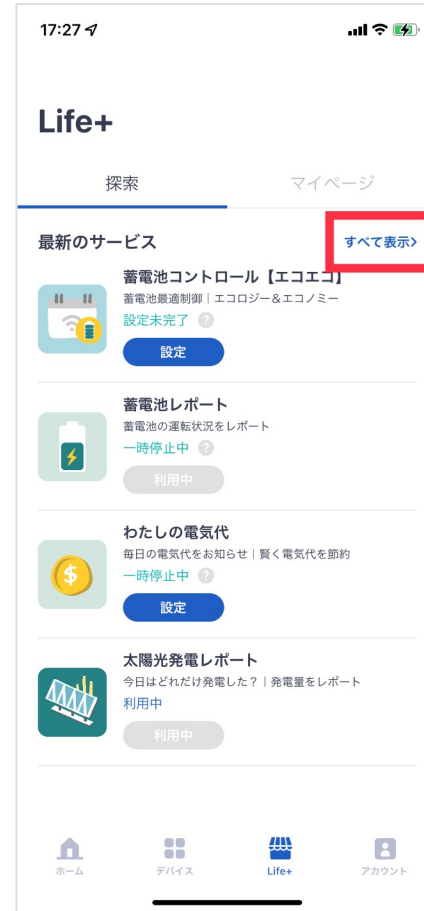 17:27
Life+
探索
マイページ
最新のサービス
すべて表示>
蓄電池コントロール【エコエコ】
蓄電池最適制御｜エコロジー＆エコノミー
設定未完了 ?
設定
蓄電池レポート
蓄電池の運転状況をレポート
一時停止中 ?
利用中
わたしの電気代
毎日の電気代をお知らせ｜賢く電気代を節約
一時停止中 ?
設定
太陽光発電レポート
今日はどれだけ発電した？｜発電量をレポート
利用中
利用中
ホーム
デバイス
Life+
アカウント